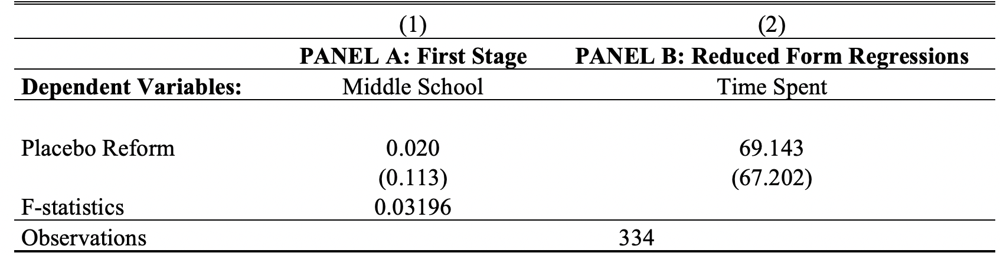 (1) (2)
PANEL A: First Stage PANEL B: Reduced Form Regressions
Dependent Variables: Middle School Time Spent
Placebo Reform 0.020 69.143
(0.113) (67.202)
F-statistics 0.03196
Observations 334